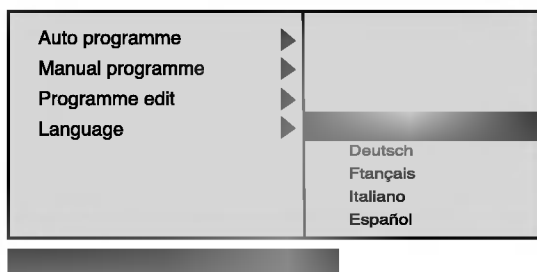 Auto programme
Manual programme
Programme edit
Language
Deutsch
Ftançais
Italiano
Español